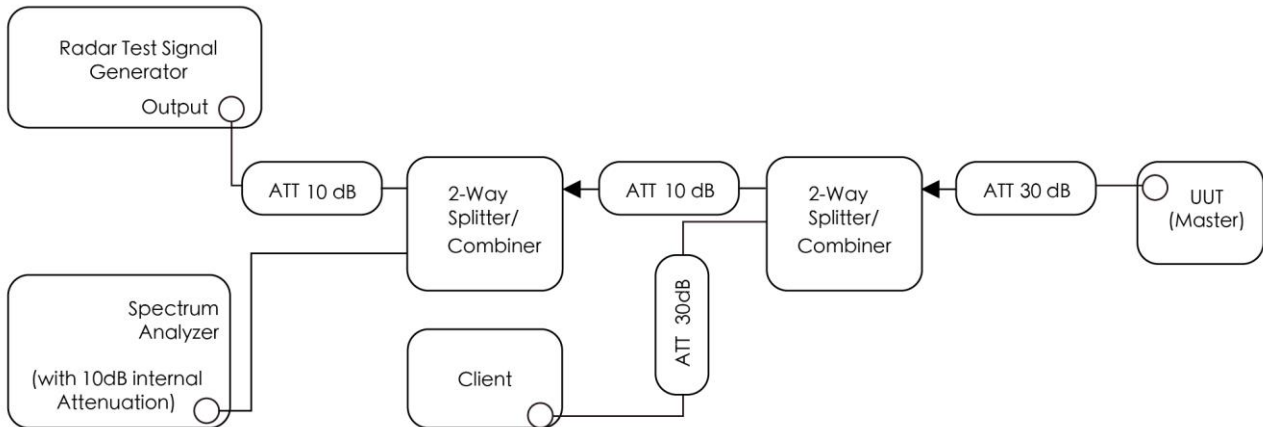 Radar Test Signal
Generator
Output
ATT 10 dB
2-Way
Splitter/
Combiner
ATT 10 dB
2-Way
Splitter/
Combiner
ATT 30 dB
UUT
(Master)
Spectrum
Analyzer
(with 10dB internal
Attenuation)
Client
ATT 30dB